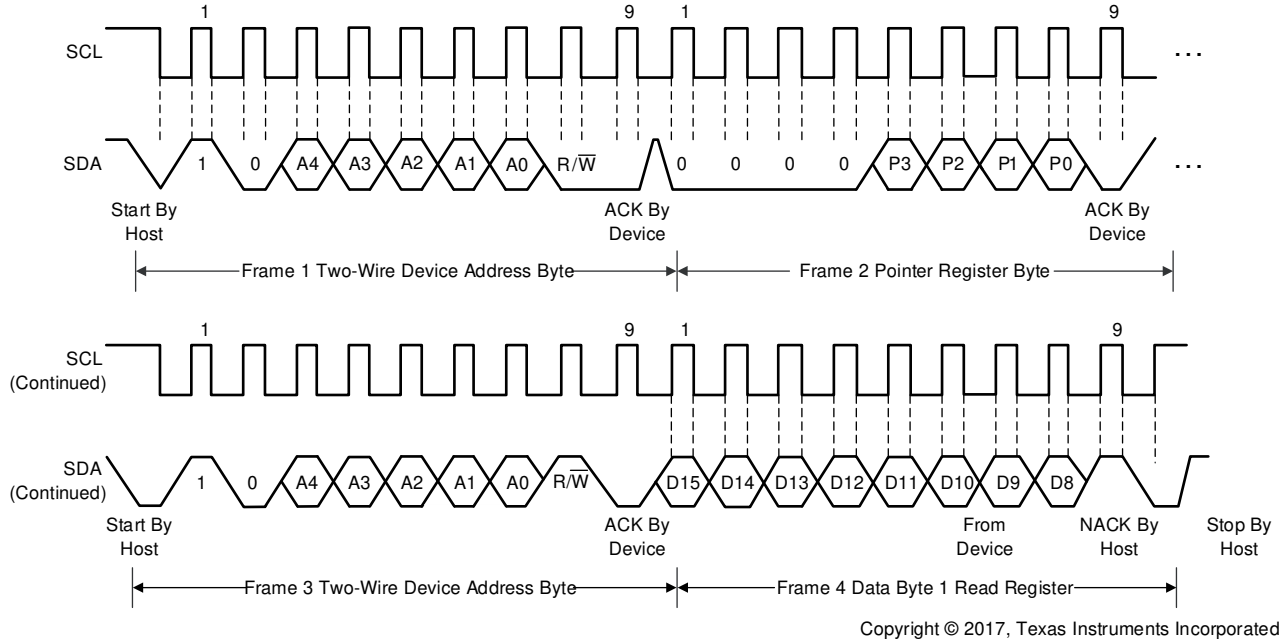 1 9 1 9
SCL ...
SDA 1 0 A4 A3 A2 A1 A0 R/W̅ 0 0 0 0 P3 P2 P1 P0 ...
Start By Host
ACK By Device
ACK By Device
Frame 1 Two-Wire Device Address Byte
Frame 2 Pointer Register Byte
1 9 1 9
SCL
(Continued)
SDA
(Continued)
1 0 A4 A3 A2 A1 A0 R/W̅ D15 D14 D13 D12 D11 D10 D9 D8
Start By Host
ACK By Device
From Device
NACK By Host
Stop By Host
Frame 3 Two-Wire Device Address Byte
Frame 4 Data Byte 1 Read Register
Copyright © 2017, Texas Instruments Incorporated